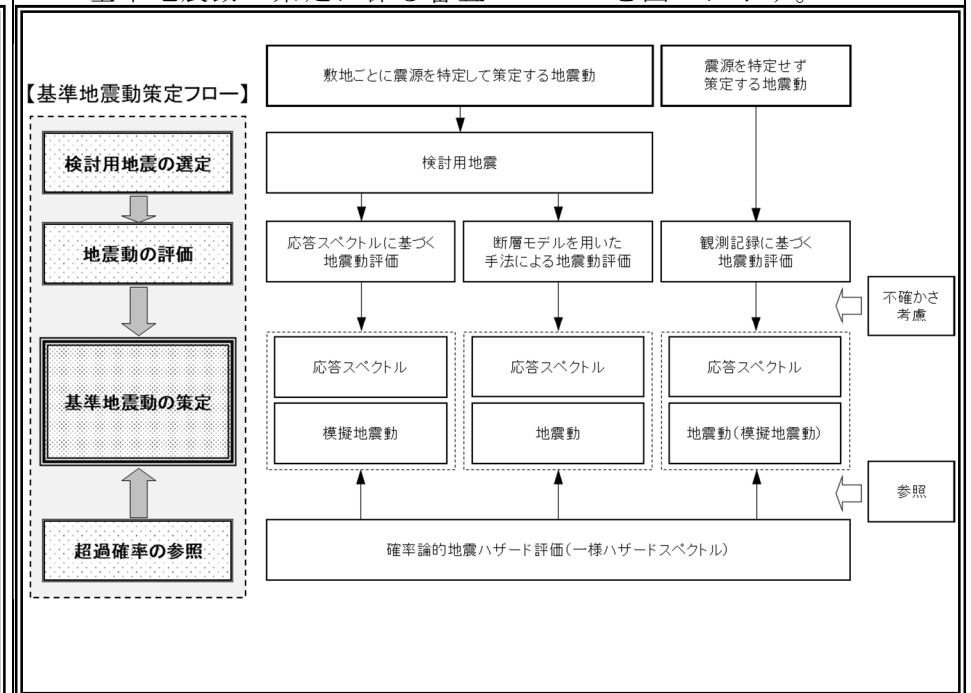 敷地ごとに震源を特定して策定する地震動
震源を特定せず
策定する地震動
【基準地震動策定フロー】
検討用地震の選定
検討用地震
地震動の評価
応答スペクトルに基づく
地震動評価
断層モデルを用いた
手法による地震動評価
観測記録に基づく
地震動評価
不確かさ
考慮
基準地震動の策定
応答スペクトル
応答スペクトル
応答スペクトル
模擬地震動
地震動
地震動(模擬地震動)
参照
超過確率の参照
確率論的地震ハザード評価(一様ハザードスペクトル)